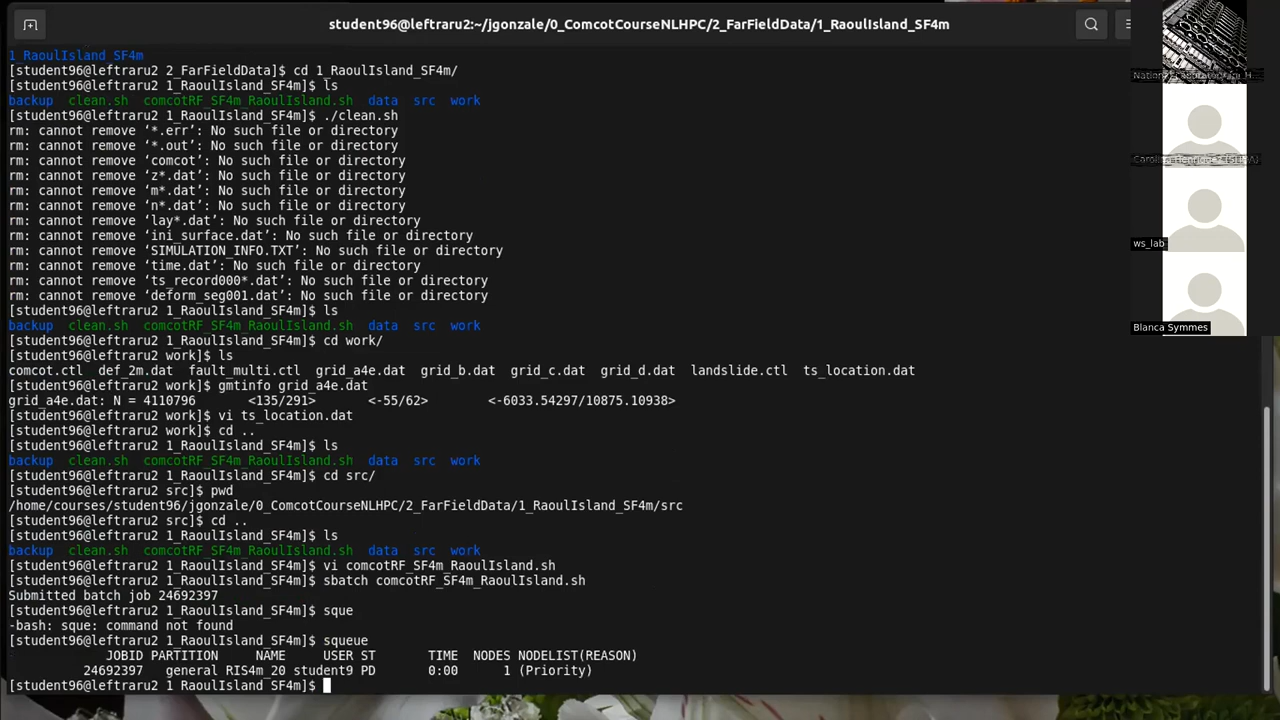 student96@leftraru2:~/jgonzale/0_ComcotCourseNLHPC/2_FarFieldData/1_RaoulIsland_SF4m
1_RaoulIsland_SF4m
[student96@leftraru2 2_FarFieldData]$ cd 1_RaoulIsland_SF4m/
[student96@leftraru2 1_RaoulIsland_SF4m]$ ls
backup  clean.sh  comcotRF_SF4m_RaoulIsland.sh  data  src  work
[student96@leftraru2 1_RaoulIsland_SF4m]$ ./clean.sh
rm: cannot remove ‘*.err’: No such file or directory
rm: cannot remove ‘*.out’: No such file or directory
rm: cannot remove ‘comcot’: No such file or directory
rm: cannot remove ‘z*.dat’: No such file or directory
rm: cannot remove ‘m*.dat’: No such file or directory
rm: cannot remove ‘n*.dat’: No such file or directory
rm: cannot remove ‘lay*.dat’: No such file or directory
rm: cannot remove ‘ini_surface.dat’: No such file or directory
rm: cannot remove ‘SIMULATION_INFO.TXT’: No such file or directory
rm: cannot remove ‘time.dat’: No such file or directory
rm: cannot remove ‘ts_record000*.dat’: No such file or directory
rm: cannot remove ‘deform_seg001.dat’: No such file or directory
[student96@leftraru2 1_RaoulIsland_SF4m]$ ls
backup  clean.sh  comcotRF_SF4m_RaoulIsland.sh  data  src  work
[student96@leftraru2 1_RaoulIsland_SF4m]$ cd work/
[student96@leftraru2 work]$ ls
comcot.ctl  def_2m.dat  fault_multi.ctl  grid_a4e.dat  grid_b.dat  grid_c.dat  grid_d.dat  landslide.ctl  ts_location.dat
[student96@leftraru2 work]$ gmtinfo grid_a4e.dat
grid_a4e.dat: N = 4110796      <135/291>       <-55/62>        <-6033.54297/10875.10938>
[student96@leftraru2 work]$ vi ts_location.dat
[student96@leftraru2 work]$ cd ..
[student96@leftraru2 1_RaoulIsland_SF4m]$ ls
backup  clean.sh  comcotRF_SF4m_RaoulIsland.sh  data  src  work
[student96@leftraru2 1_RaoulIsland_SF4m]$ cd src/
[student96@leftraru2 src]$ pwd
/home/courses/student96/jgonzale/0_ComcotCourseNLHPC/2_FarFieldData/1_RaoulIsland_SF4m/src
[student96@leftraru2 src]$ cd ..
[student96@leftraru2 1_RaoulIsland_SF4m]$ ls
backup  clean.sh  comcotRF_SF4m_RaoulIsland.sh  data  src  work
[student96@leftraru2 1_RaoulIsland_SF4m]$ vi comcotRF_SF4m_RaoulIsland.sh
[student96@leftraru2 1_RaoulIsland_SF4m]$ sbatch comcotRF_SF4m_RaoulIsland.sh
Submitted batch job 24692397
[student96@leftraru2 1_RaoulIsland_SF4m]$ sque
-bash: sque: command not found
[student96@leftraru2 1_RaoulIsland_SF4m]$ squeue
JOBID PARTITION     NAME     USER ST       TIME  NODES NODELIST(REASON)
24692397   general RIS4m_20 student9 PD       0:00      1 (Priority)
[student96@leftraru2 1_RaoulIsland_SF4m]$
ws_lab
Blanca Symmes